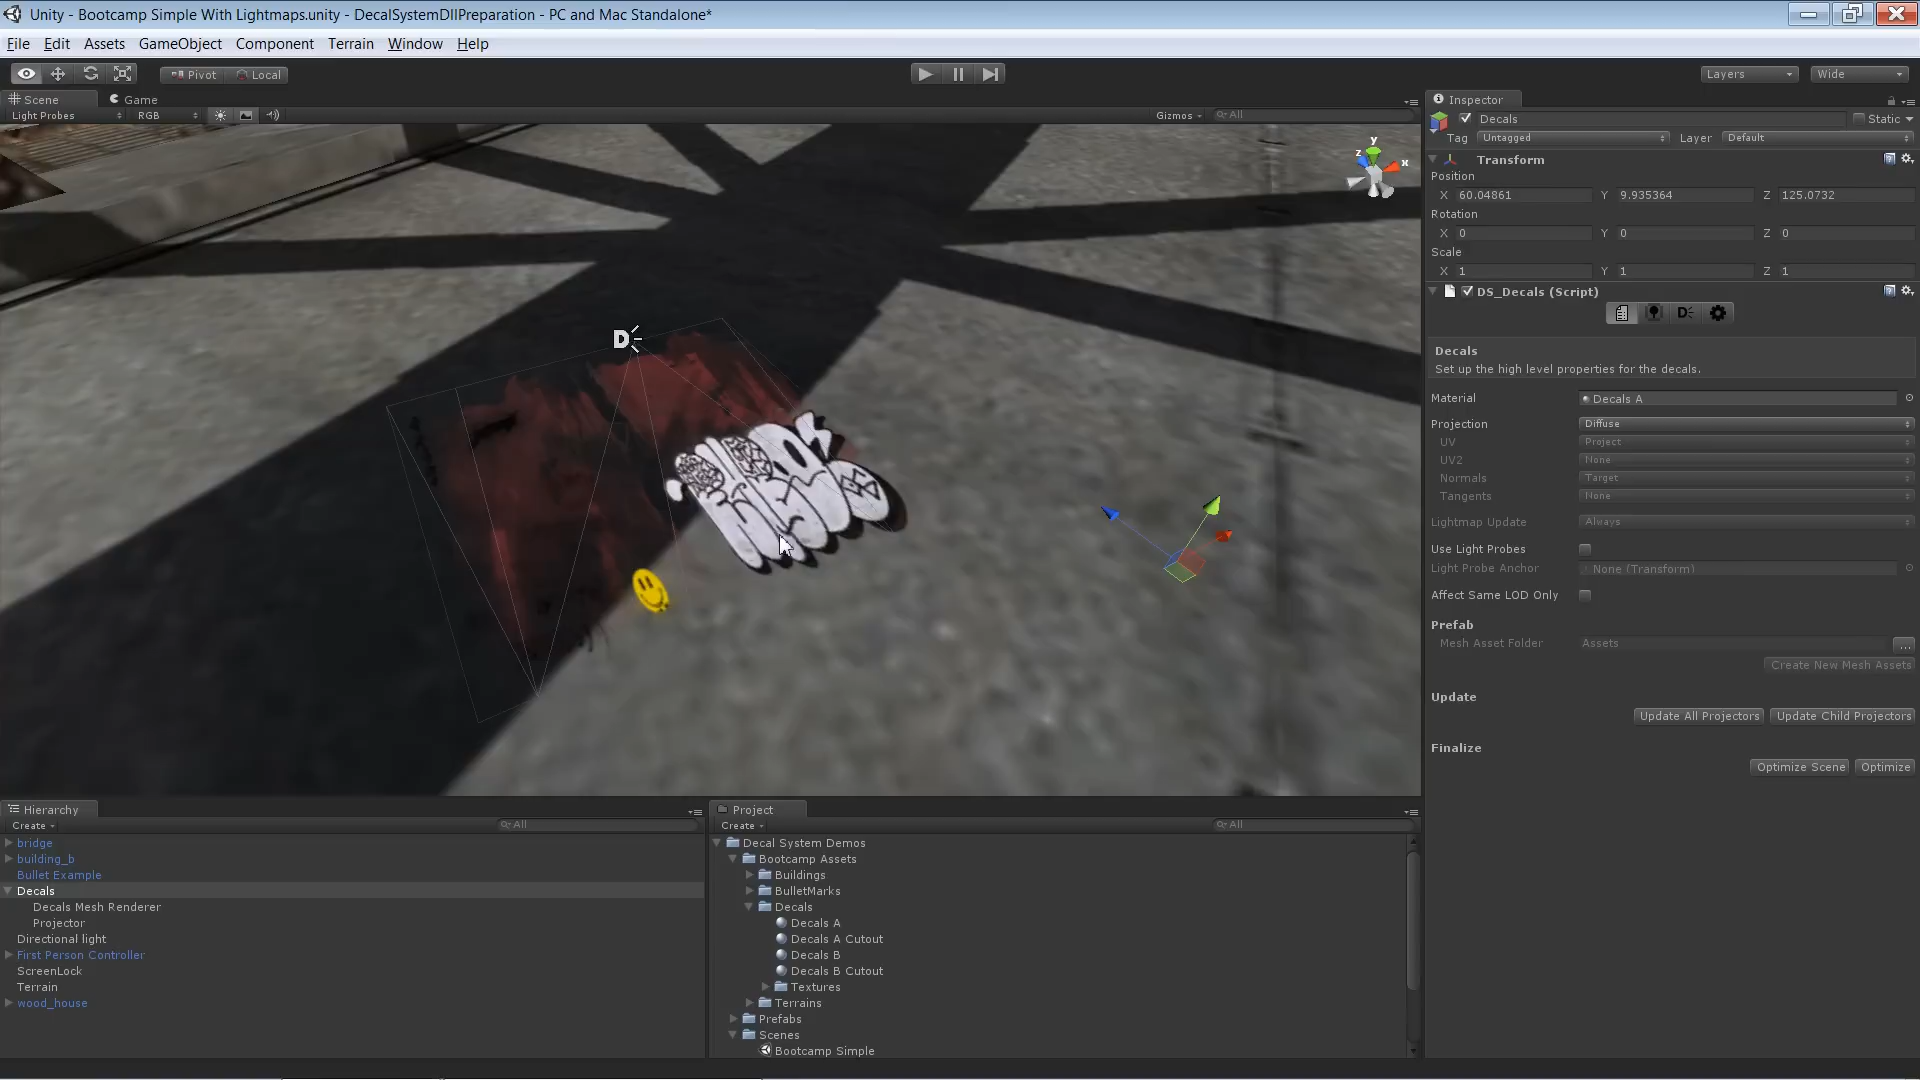 Unity - Bootcamp Simple With Lightmaps.unity - DecalSystemDllPreparation - PC and Mac Standalone*
File Edit Assets GameObject Component Terrain Window Help
Pivot Local Layers Wide
Scene Game
Light Probes RGB Gizmos All
Inspector
Decals Static
Tag Untagged Layer Default
Transform
Position
X 60.04861 Y 9.935364 Z 125.0732
Rotation
X 0 Y 0 Z 0
Scale
X 1 Y 1 Z 1
DS_Decals (Script)
Decals
Set up the high level properties for the decals.
Material Decals A
Projection Diffuse
UV Project
UV2 None
Normals Target
Tangents None
Lightmap Update Always
Use Light Probes
Light Probe Anchor None (Transform)
Affect Same LOD Only
Prefab
Mesh Asset Folder Assets ...
Create New Mesh Assets
Update
Update All Projectors Update Child Projectors
Finalize
Optimize Scene Optimize
y
z x
D
Hierarchy
Create All
bridge
building_b
Bullet Example
Decals
Decals Mesh Renderer
Projector
Directional light
First Person Controller
ScreenLock
Terrain
wood_house
Project
Create All
Decal System Demos
Bootcamp Assets
Buildings
BulletMarks
Decals
Decals A
Decals A Cutout
Decals B
Decals B Cutout
Textures
Terrains
Prefabs
Scenes
Bootcamp Simple